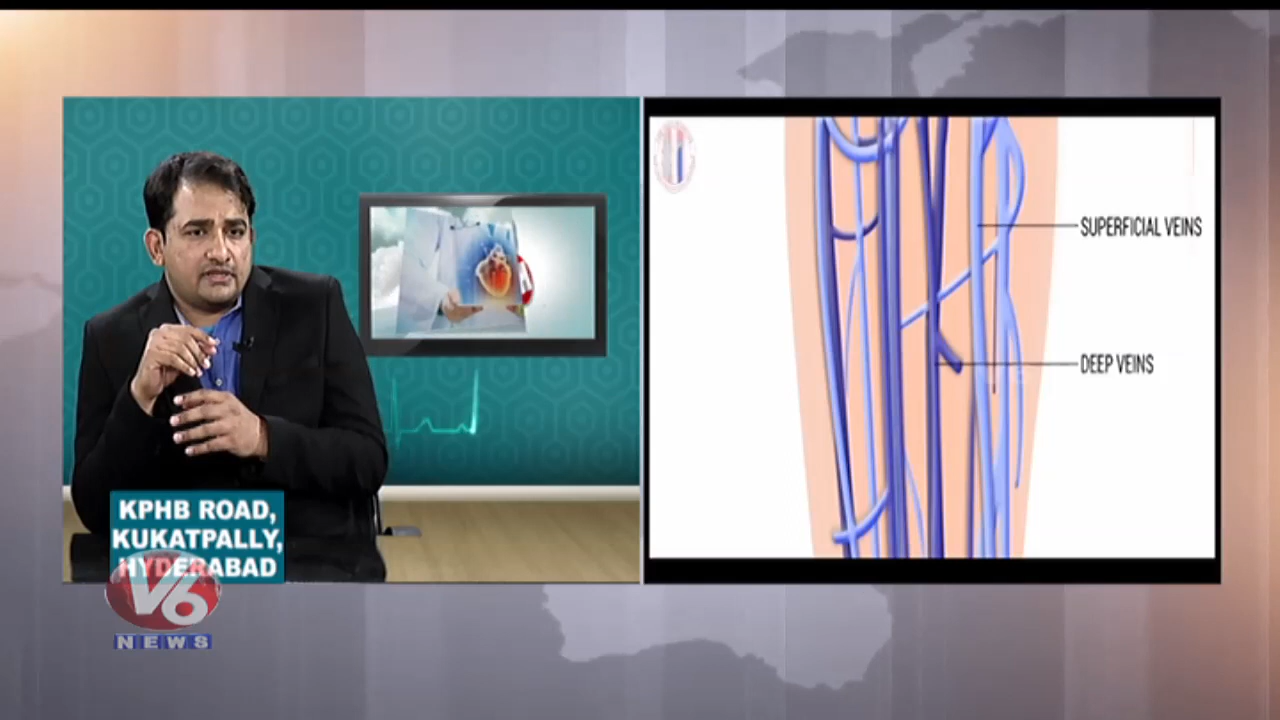 SUPERFICIAL VEINS
DEEP VEINS
KPHB ROAD,
KUKATPALLY,
HYDERABAD
V6
NEWS